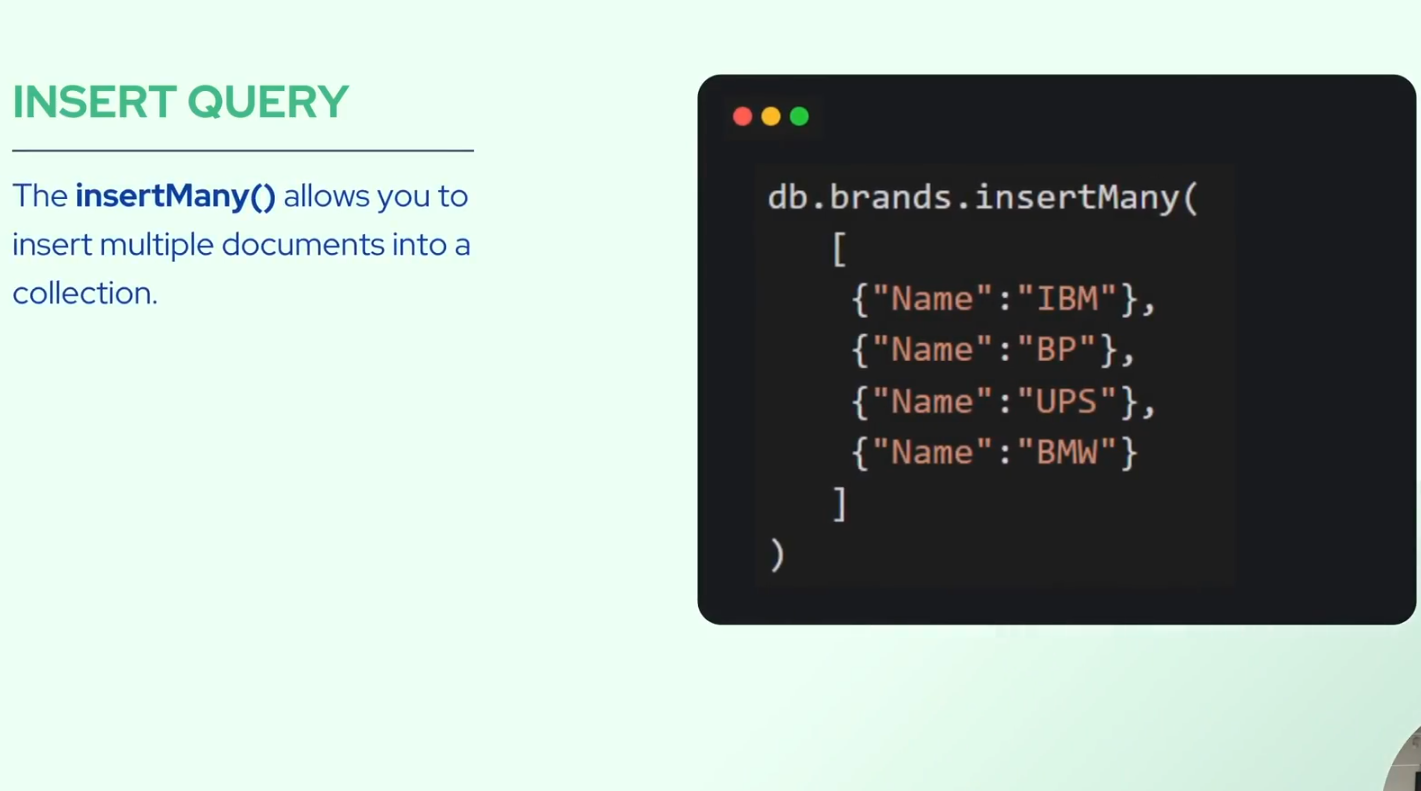 INSERT QUERY
The insertMany() allows you to
insert multiple documents into a
collection.
db.brands.insertMany(
[
{"Name":"IBM"},
{"Name":"BP"},
{"Name":"UPS"},
{"Name":"BMW"}
]
)